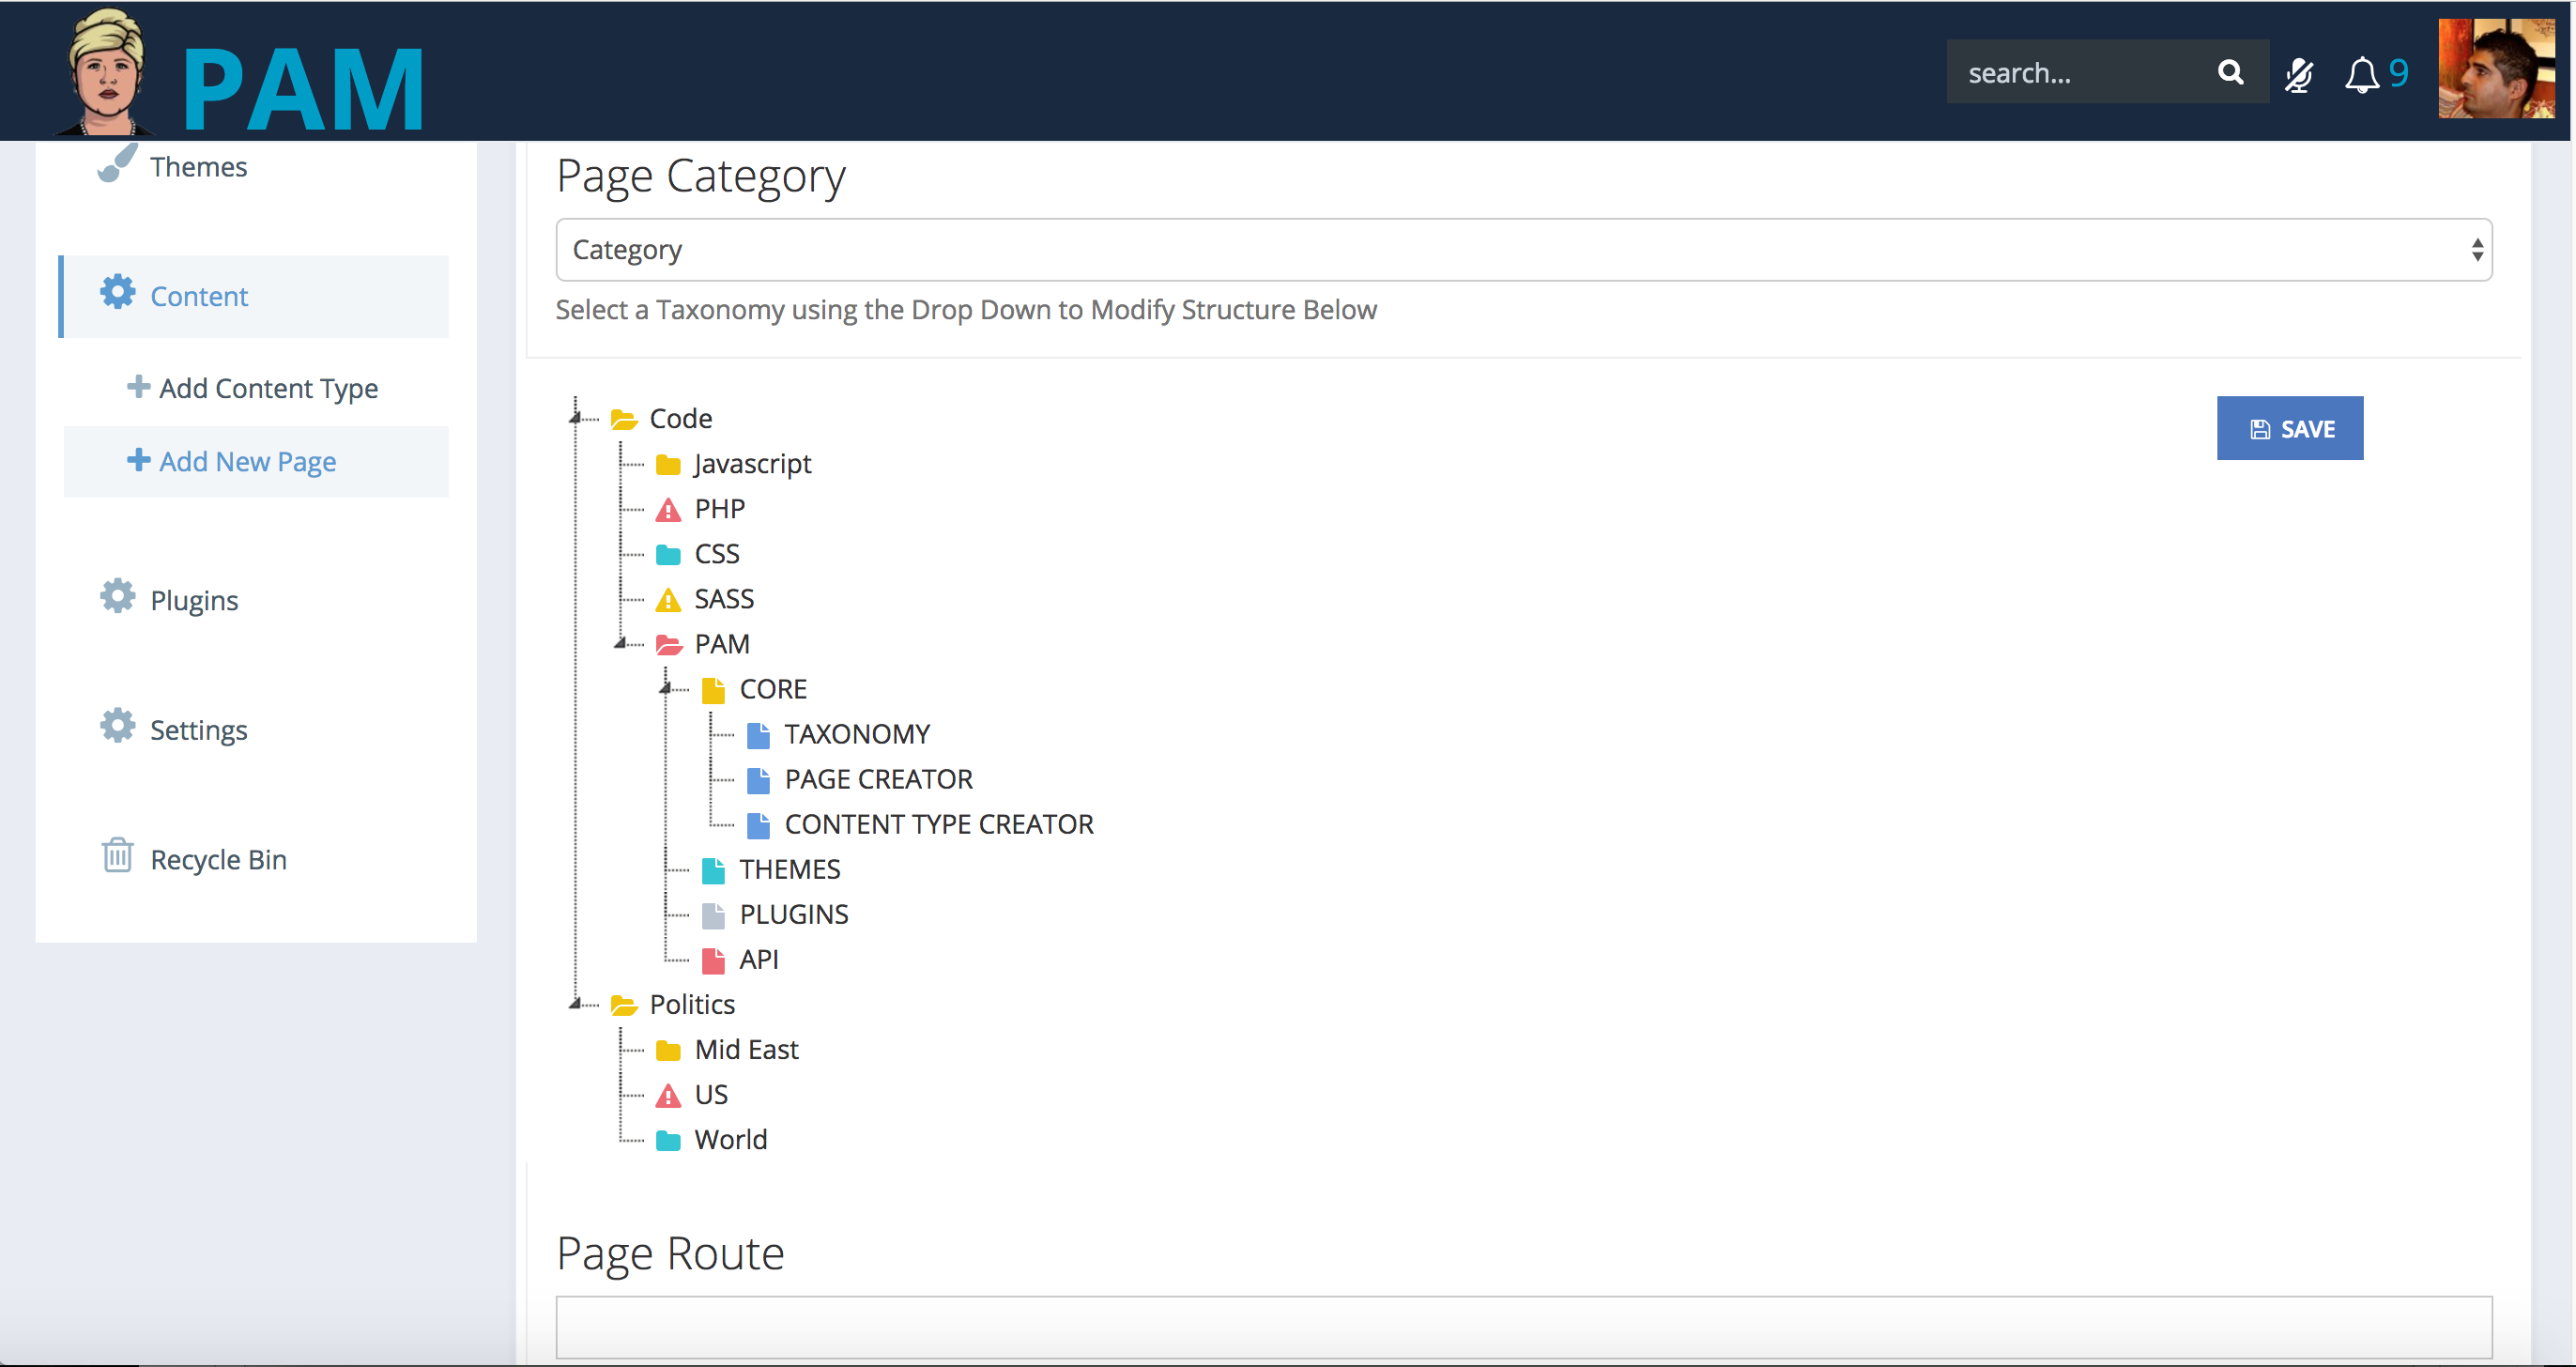 PAM
search...
9
Themes
Content
Add Content Type
Add New Page
Plugins
Settings
Recycle Bin
Page Category
Category
Select a Taxonomy using the Drop Down to Modify Structure Below
SAVE
Code
Javascript
PHP
CSS
SASS
PAM
CORE
TAXONOMY
PAGE CREATOR
CONTENT TYPE CREATOR
THEMES
PLUGINS
API
Politics
Mid East
US
World
Page Route